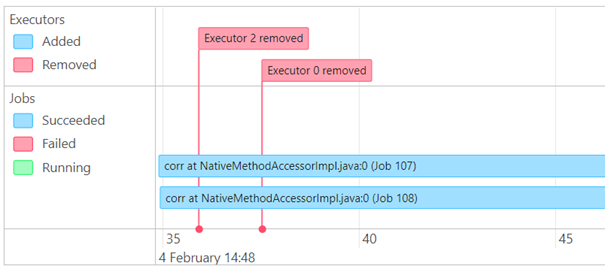 Executors
Added
Removed
Executor 2 removed
Executor 0 removed
Jobs
Succeeded
Failed
Running
corr at NativeMethodAccessorImpl.java:0 (Job 107)
corr at NativeMethodAccessorImpl.java:0 (Job 108)
35 40 45
4 February 14:48